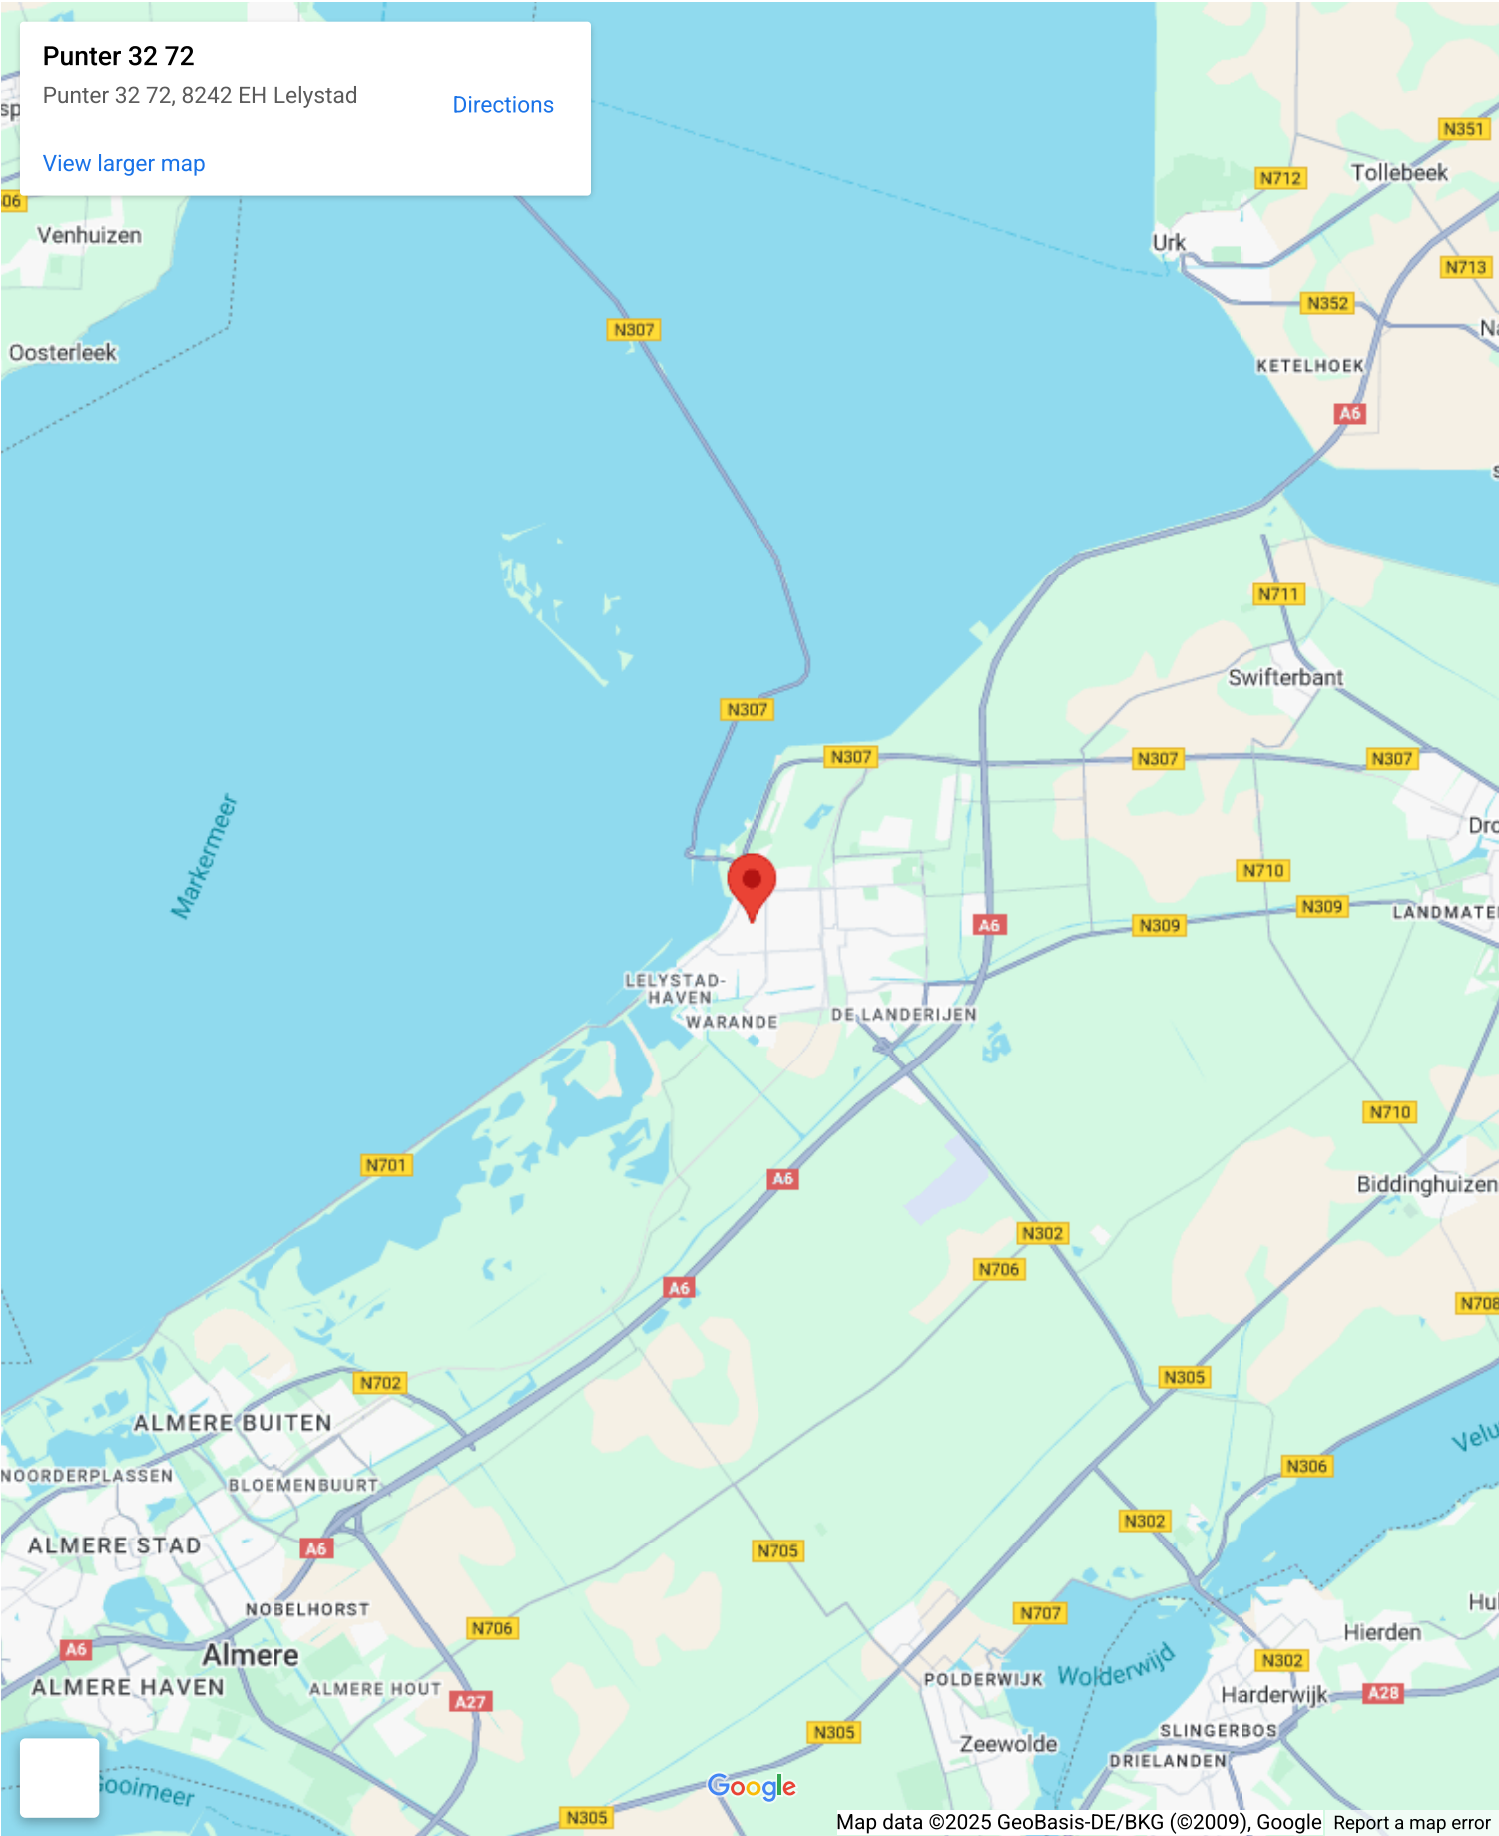 Punter 32 72
Punter 32 72, 8242 EH Lelystad
Directions
View larger map
N351
Tollebeek
N712
Venhuizen
Urk
N713
N352
N307
Oosterleek
KETELHOEK
A6
N711
Swifterbant
N307
N307
N307
N307
Markermeer
N710
N309
N309
A6
LELYSTAD-
HAVEN
WARANDE
DE LANDERIJEN
N710
N701
A6
Biddinghuizen
N302
N706
A6
N708
N305
N702
ALMERE BUITEN
N306
NOORDERPLASSEN
BLOEMENBUURT
N302
ALMERE STAD
A6
N705
NOBELHORST
N707
N706
Hierden
A6
Almere
N302
Wolderwijd
POLDERWIJK
ALMERE HAVEN
ALMERE HOUT
A27
Harderwijk
A28
SLINGERBOS
N305
Zeewolde
DRIELANDEN
Gooimeer
Google
N305
Map data ©2025 GeoBasis-DE/BKG (©2009), Google
Report a map error